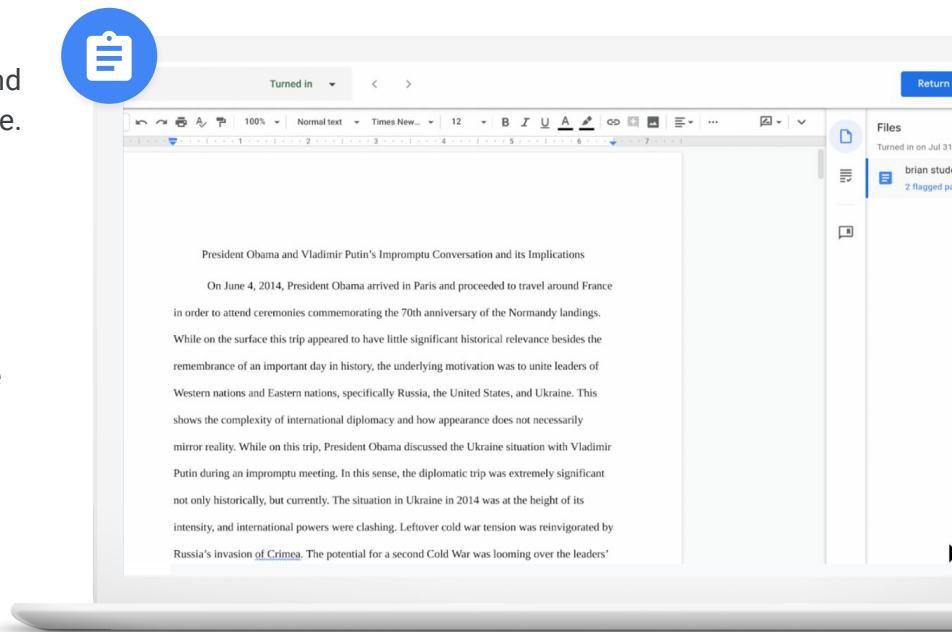 nd
e.
Turned in
Return
100% Normal text Times New... 12 B I U A
1 2 3 4 5 6 7
Files
Turned in on Jul 31
brian stud
2 flagged pa
President Obama and Vladimir Putin's Impromptu Conversation and its Implications
On June 4, 2014, President Obama arrived in Paris and proceeded to travel around France
in order to attend ceremonies commemorating the 70th anniversary of the Normandy landings.
While on the surface this trip appeared to have little significant historical relevance besides the
remembrance of an important day in history, the underlying motivation was to unite leaders of
Western nations and Eastern nations, specifically Russia, the United States, and Ukraine. This
shows the complexity of international diplomacy and how appearance does not necessarily
mirror reality. While on this trip, President Obama discussed the Ukraine situation with Vladimir
Putin during an impromptu meeting. In this sense, the diplomatic trip was extremely significant
not only historically, but currently. The situation in Ukraine in 2014 was at the height of its
intensity, and international powers were clashing. Leftover cold war tension was reinvigorated by
Russia's invasion of Crimea. The potential for a second Cold War was looming over the leaders'